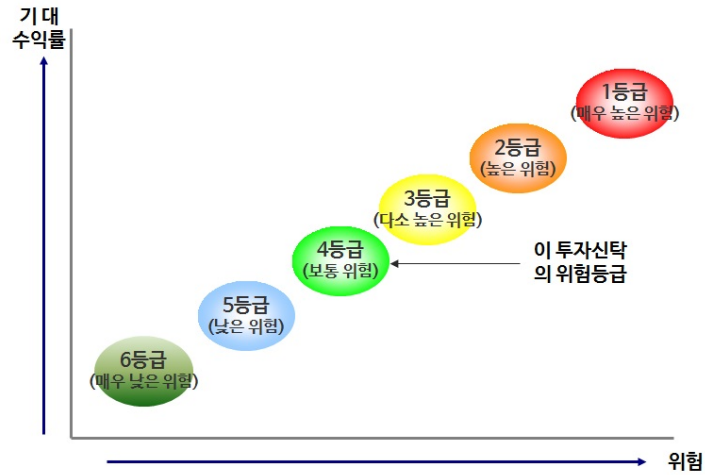 기 대
수익률
1등급
(매우 높은 위험)
2등급
(높은 위험)
3등급
(다소 높은 위험)
4등급
(보통 위험)
이 투자신탁
의 위험등급
5등급
(낮은 위험)
6등급
(매우 낮은 위험)
위험